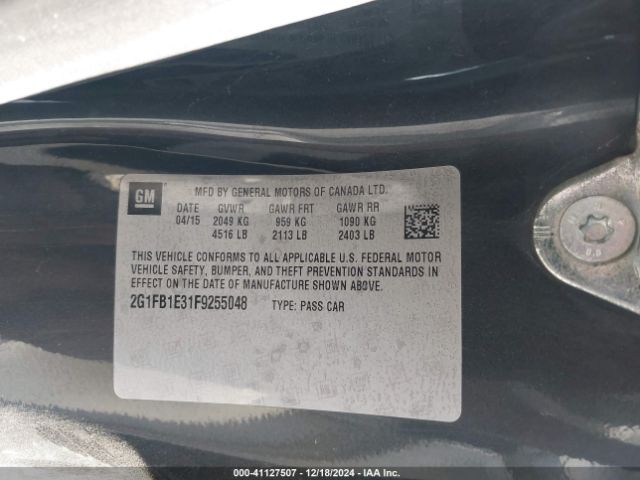 GM
MFD BY GENERAL MOTORS OF CANADA LTD.
DATE GVWR GAWR FRT GAWR RR
04/15 2049 KG 959 KG 1090 KG
4516 LB 2113 LB 2403 LB
THIS VEHICLE CONFORMS TO ALL APPLICABLE U.S. FEDERAL MOTOR
VEHICLE SAFETY, BUMPER, AND THEFT PREVENTION STANDARDS IN
EFFECT ON THE DATE OF MANUFACTURE SHOWN ABOVE.
2G1FB1E31F9255048 TYPE: PASS CAR
000-41127507 - 12/18/2024 - IAA Inc.